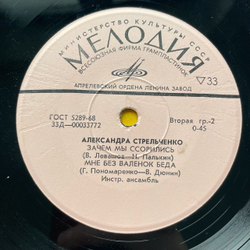 МИНИСТЕРСТВО КУЛЬТУРЫ СССР
МЕЛОДИЯ
ВСЕСОЮЗНАЯ ФИРМА ГРАМПЛАСТИНОК
АПРЕЛЕВСКИЙ ОРДЕНА ЛЕНИНА ЗАВОД
33
ГОСТ 5289-68
33Д—00033772
Вторая гр.-2
0-45
АЛЕКСАНДРА СТРЕЛЬЧЕНКО
ЗАЧЕМ МЫ ССОРИЛИСЬ
(В. Левашов—Н. Палькин)
МНЕ БЕЗ ВАЛЕНОК БЕДА
(Г. Пономаренко—В. Дюнин)
Инстр. ансамбль